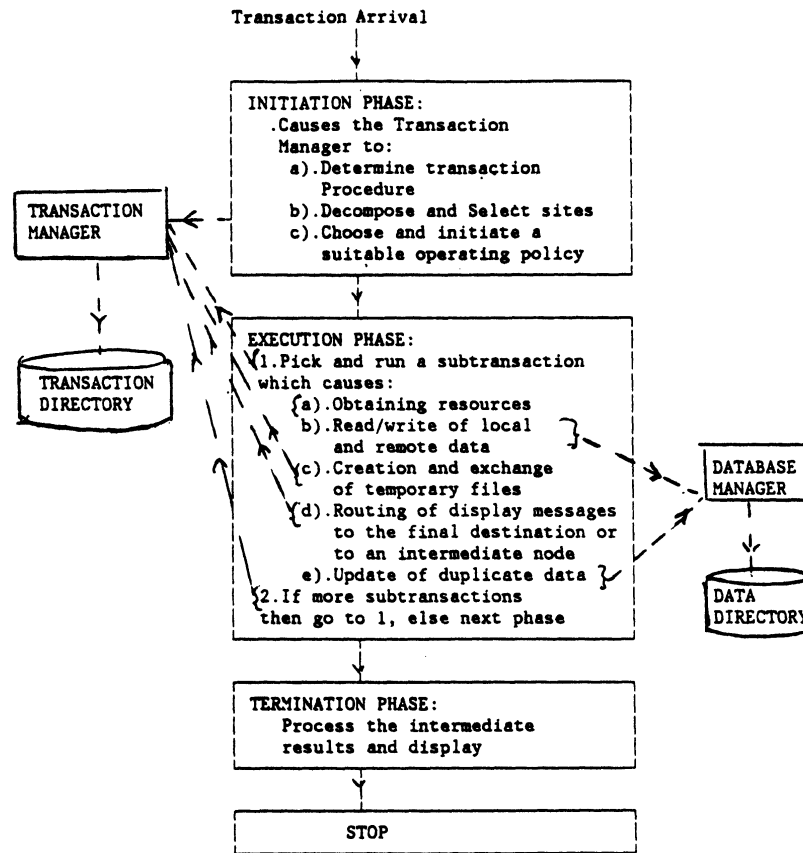 Transaction Arrival
INITIATION PHASE:
.Causes the Transaction
Manager to:
a).Determine transaction
Procedure
b).Decompose and Select sites
c).Choose and initiate a
suitable operating policy
TRANSACTION
MANAGER
TRANSACTION
DIRECTORY
EXECUTION PHASE:
1.Pick and run a subtransaction
which causes:
a).Obtaining resources
b).Read/write of local
and remote data
c).Creation and exchange
of temporary files
d).Routing of display messages
to the final destination or
to an intermediate node
e).Update of duplicate data
2.If more subtransactions
then go to 1, else next phase
DATABASE
MANAGER
DATA
DIRECTORY
TERMINATION PHASE:
Process the intermediate
results and display
STOP